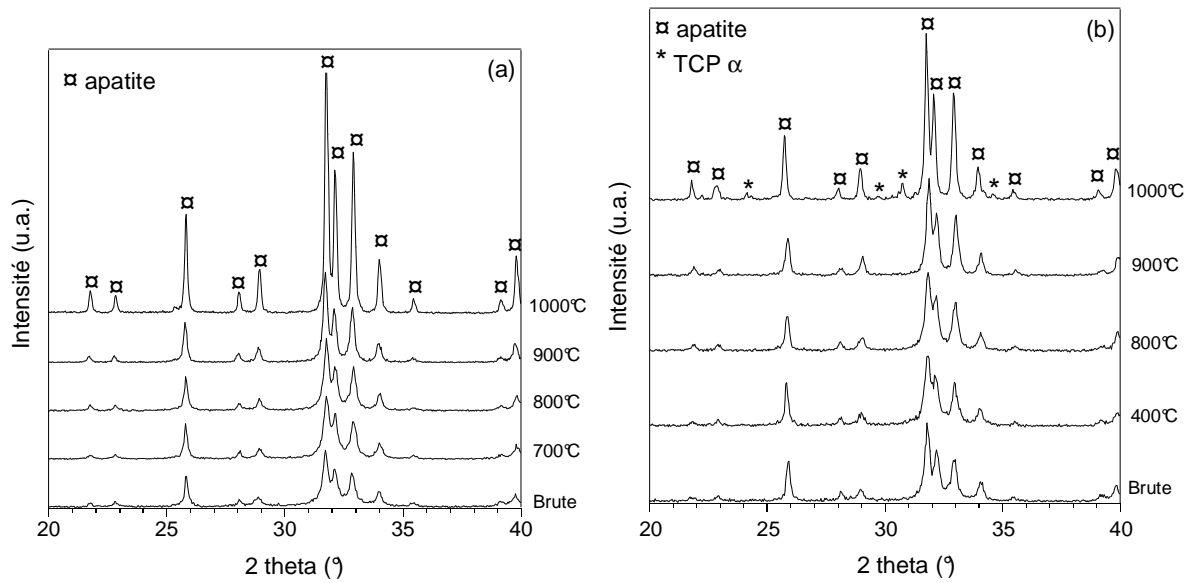 (a)
¤ apatite
¤ ¤ ¤ ¤ ¤ ¤ ¤ ¤ ¤ ¤ ¤ ¤
1000°C
900°C
800°C
700°C
Brute
Intensité (u.a.)
20 25 30 35 40
2 theta (°)
(b)
¤ apatite
* TCP α
¤ ¤ * ¤ ¤ ¤ * * ¤ ¤ ¤ ¤ * ¤ ¤ ¤
1000°C
900°C
800°C
400°C
Brute
Intensité (u.a.)
20 25 30 35 40
2 theta (°)